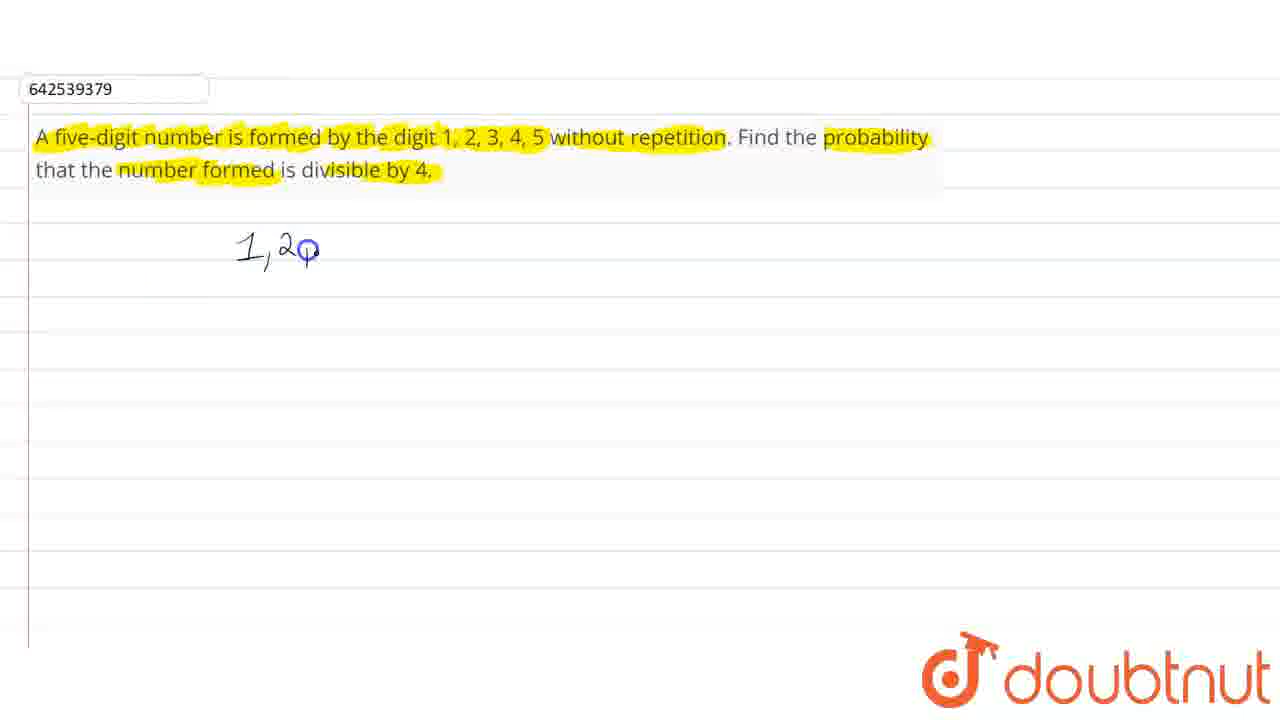 642539379
A five-digit number is formed by the digit 1, 2, 3, 4, 5 without repetition. Find the probability
that the number formed is divisible by 4.
1, 2,
doubtnut